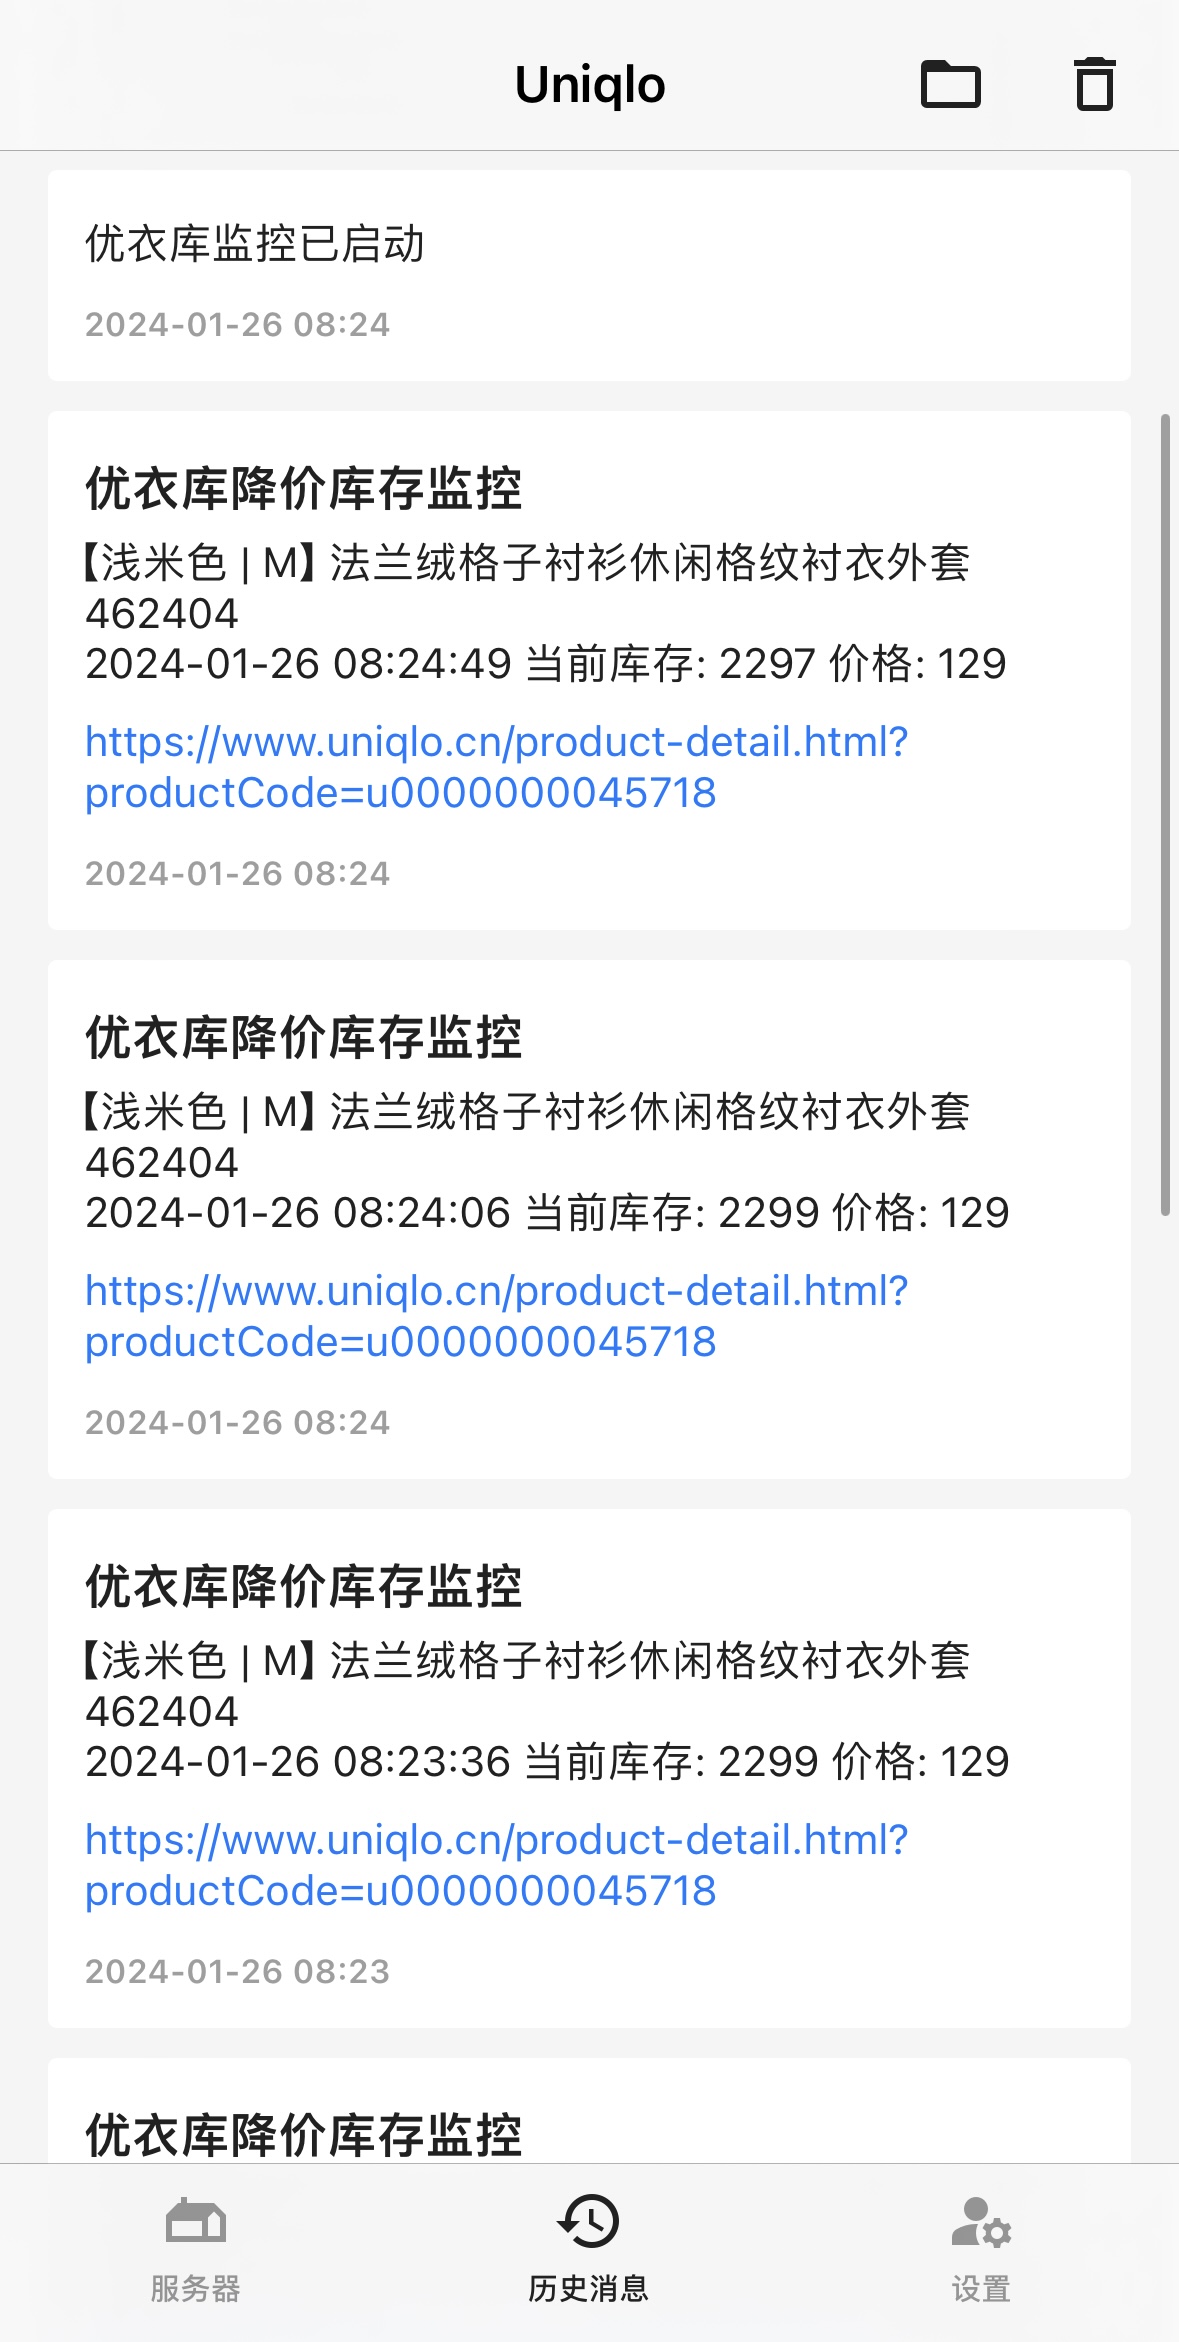 Uniqlo
优衣库监控已启动
2024-01-26 08:24
优衣库降价库存监控
【浅米色 | M】 法兰绒格子衬衫休闲格纹衬衣外套
462404
2024-01-26 08:24:49 当前库存: 2297 价格: 129
https://www.uniqlo.cn/product-detail.html?
productCode=u0000000045718
2024-01-26 08:24
优衣库降价库存监控
【浅米色 | M】 法兰绒格子衬衫休闲格纹衬衣外套
462404
2024-01-26 08:24:06 当前库存: 2299 价格: 129
https://www.uniqlo.cn/product-detail.html?
productCode=u0000000045718
2024-01-26 08:24
优衣库降价库存监控
【浅米色 | M】 法兰绒格子衬衫休闲格纹衬衣外套
462404
2024-01-26 08:23:36 当前库存: 2299 价格: 129
https://www.uniqlo.cn/product-detail.html?
productCode=u0000000045718
2024-01-26 08:23
优衣库降价库存监控
服务器 历史消息 设置